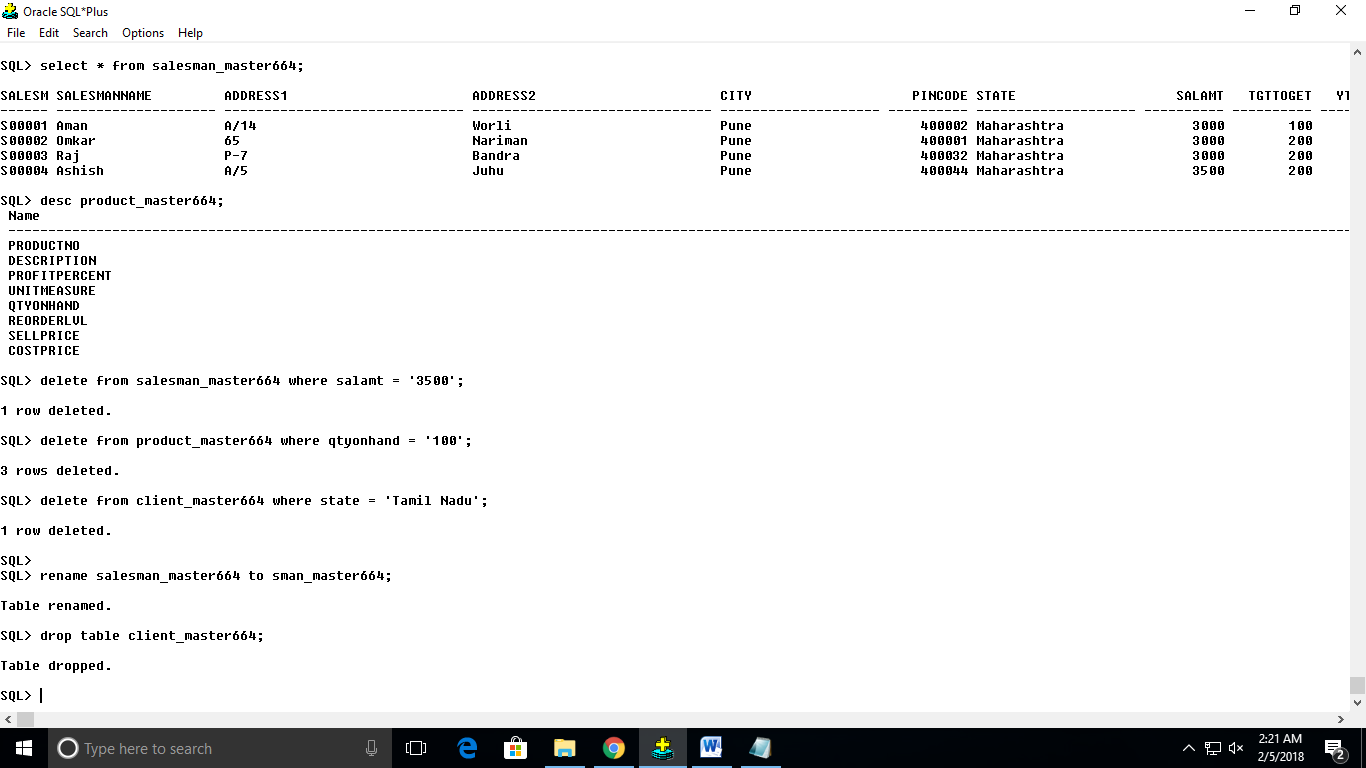 Oracle SQL*Plus
File Edit Search Options Help
SQL> select * from salesman_master664;
SALESM SALESMANNAME ADDRESS1 ADDRESS2 CITY PINCODE STATE SALAMT TGTTOGET YT
------ -------------------- ------------------------------ ------------------------------ -------------------- ---------- -------------------- ---------- ---------- ----
S00001 Aman A/14 Worli Pune 400002 Maharashtra 3000 100
S00002 Omkar 65 Nariman Pune 400001 Maharashtra 3000 200
S00003 Raj P-7 Bandra Pune 400032 Maharashtra 3000 200
S00004 Ashish A/5 Juhu Pune 400044 Maharashtra 3500 200
SQL> desc product_master664;
Name
------------------------------------------------------------------------------------------------------------------------------------------------------------------------
PRODUCTNO
DESCRIPTION
PROFITPERCENT
UNITMEASURE
QTYONHAND
REORDERLVL
SELLPRICE
COSTPRICE
SQL> delete from salesman_master664 where salamt = '3500';
1 row deleted.
SQL> delete from product_master664 where qtyonhand = '100';
3 rows deleted.
SQL> delete from client_master664 where state = 'Tamil Nadu';
1 row deleted.
SQL>
SQL> rename salesman_master664 to sman_master664;
Table renamed.
SQL> drop table client_master664;
Table dropped.
SQL>
Type here to search
2:21 AM
2/5/2018
2